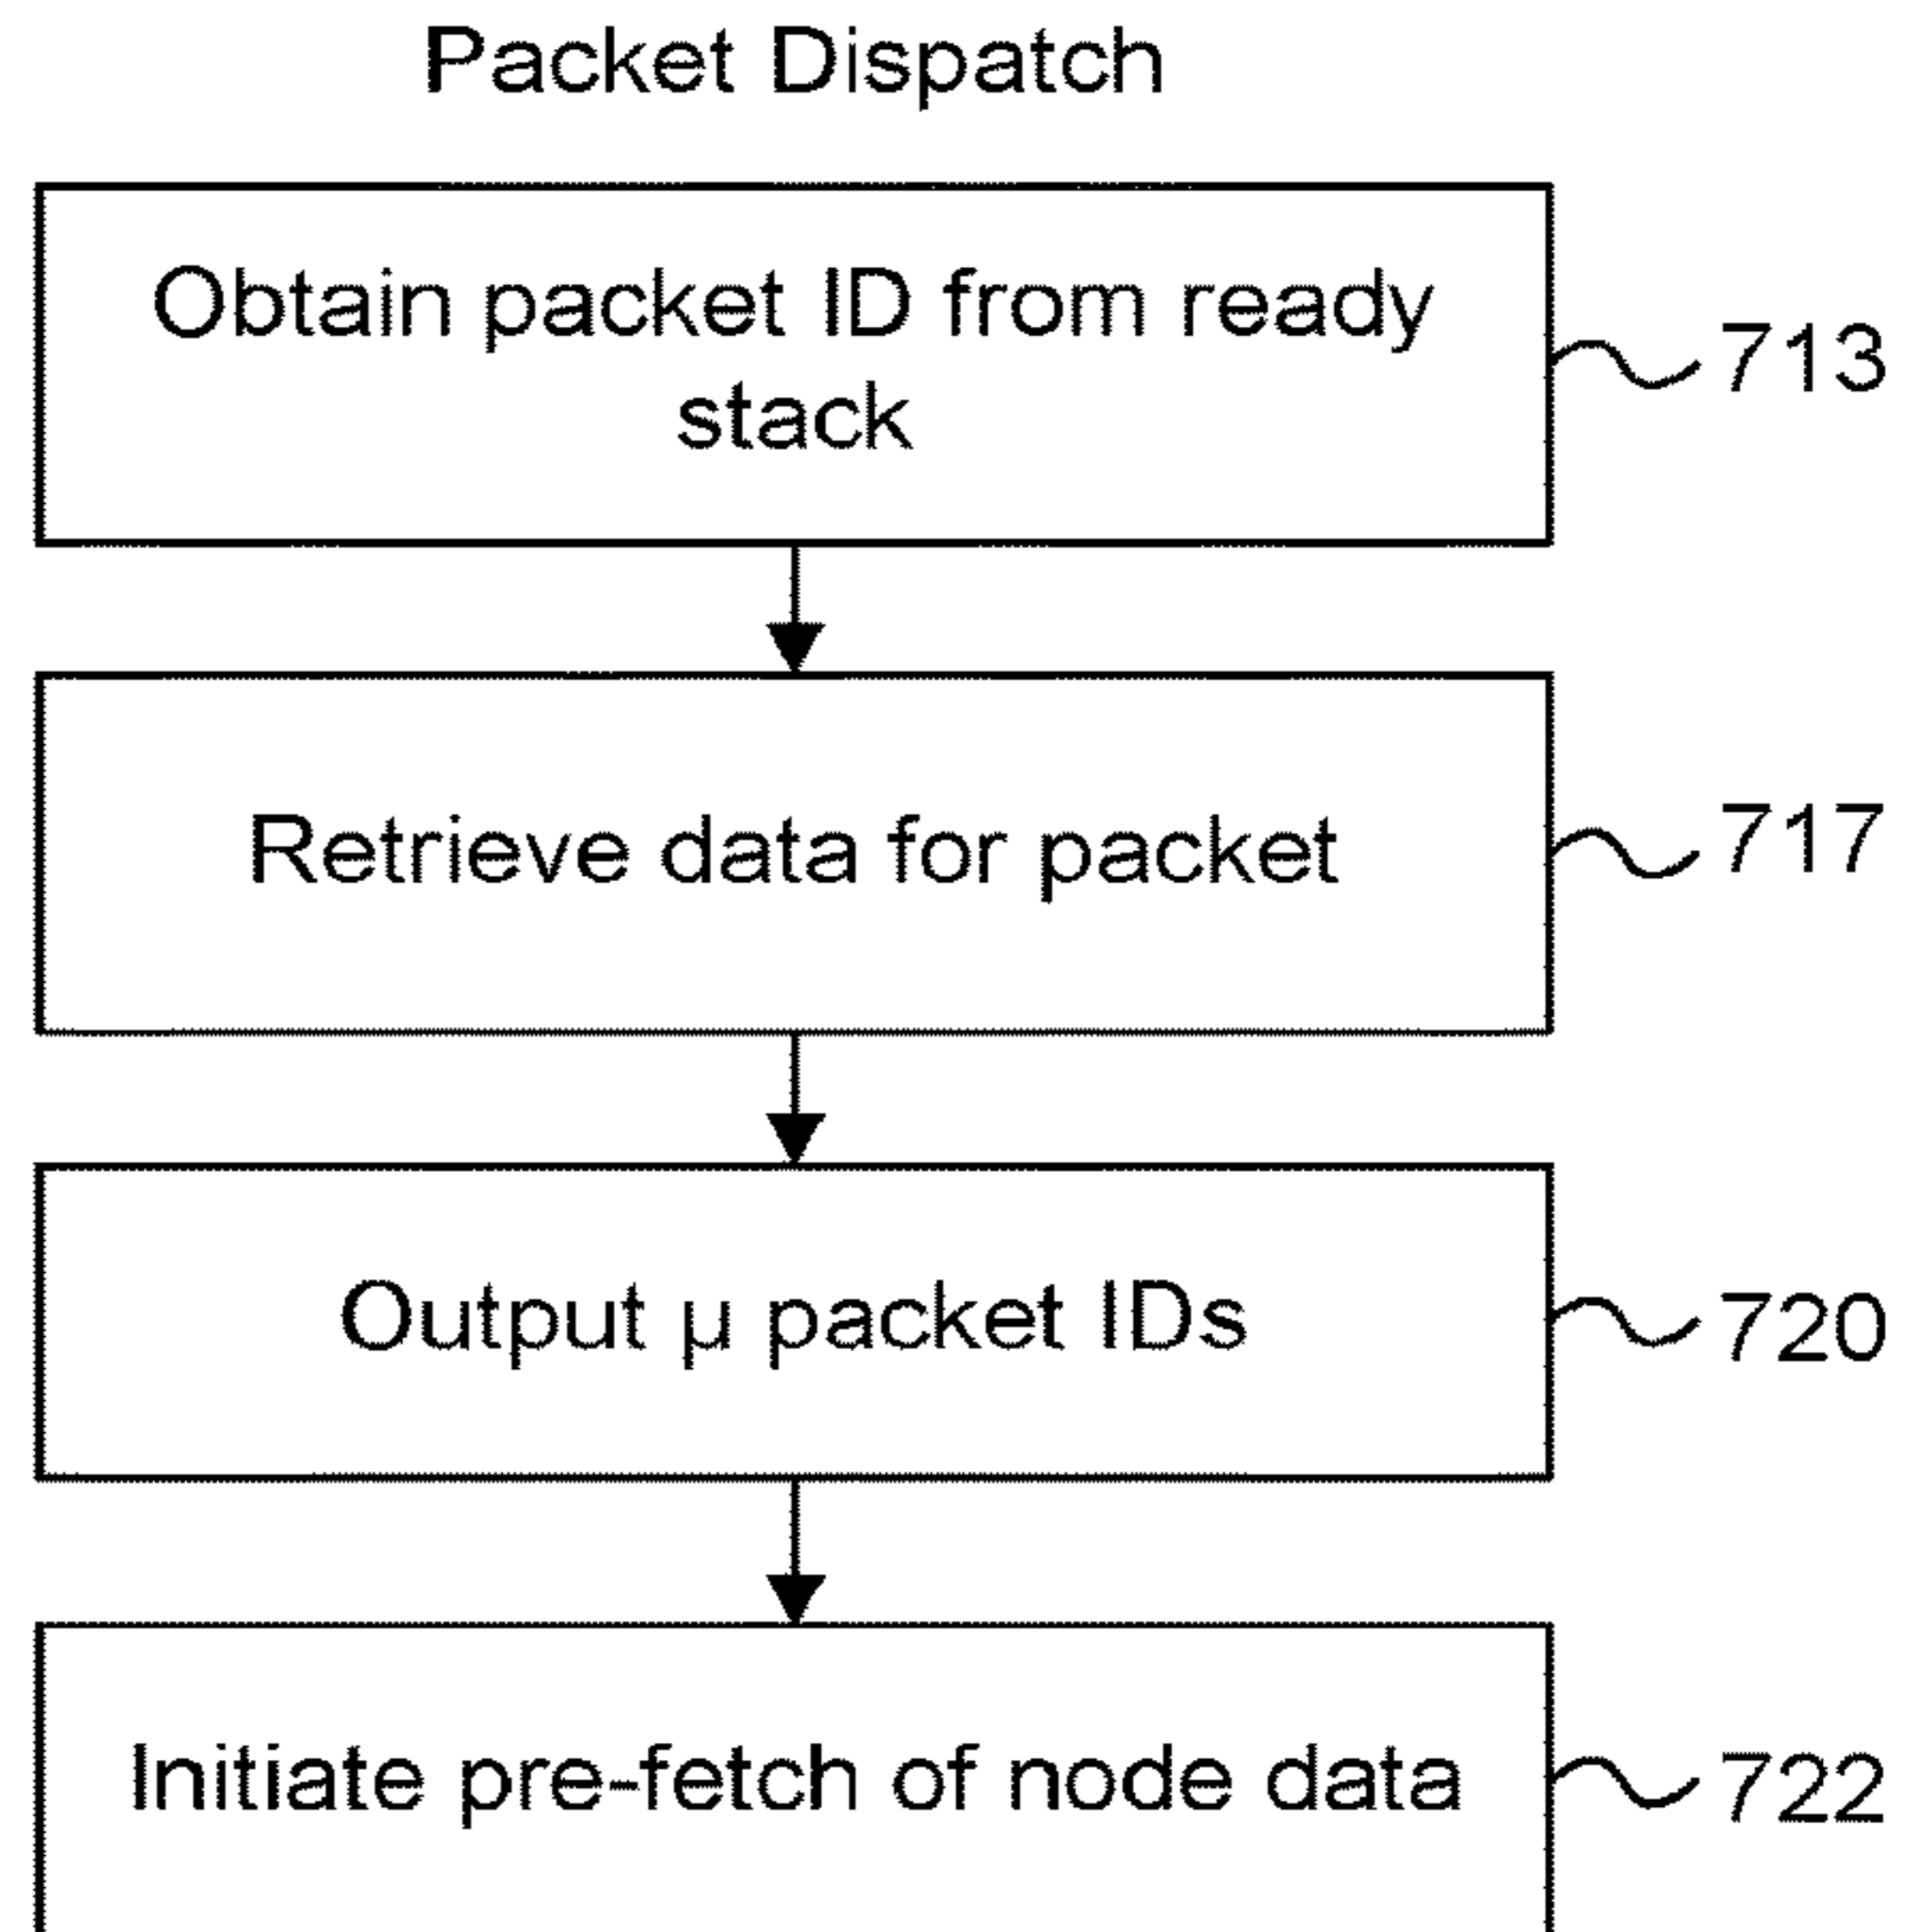 Packet Dispatch
Obtain packet ID from ready
stack
713
Retrieve data for packet
717
Output µ packet IDs
720
Initiate pre-fetch of node data
722